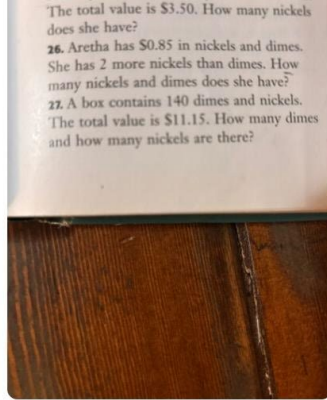 The total value is $3.50. How many nickels
does she have?
26. Aretha has $0.85 in nickels and dimes.
She has 2 more nickels than dimes. How
many nickels and dimes does she have?
27. A box contains 140 dimes and nickels.
The total value is $11.15. How many dimes
and how many nickels are there?